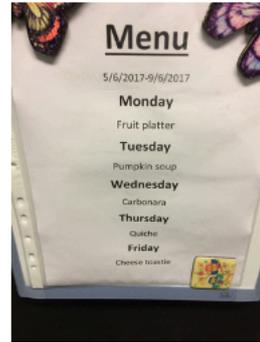 Menu
5/6/2017-9/6/2017
Monday
Fruit platter
Tuesday
Pumpkin soup
Wednesday
Carbonara
Thursday
Quiche
Friday
Cheese toastie